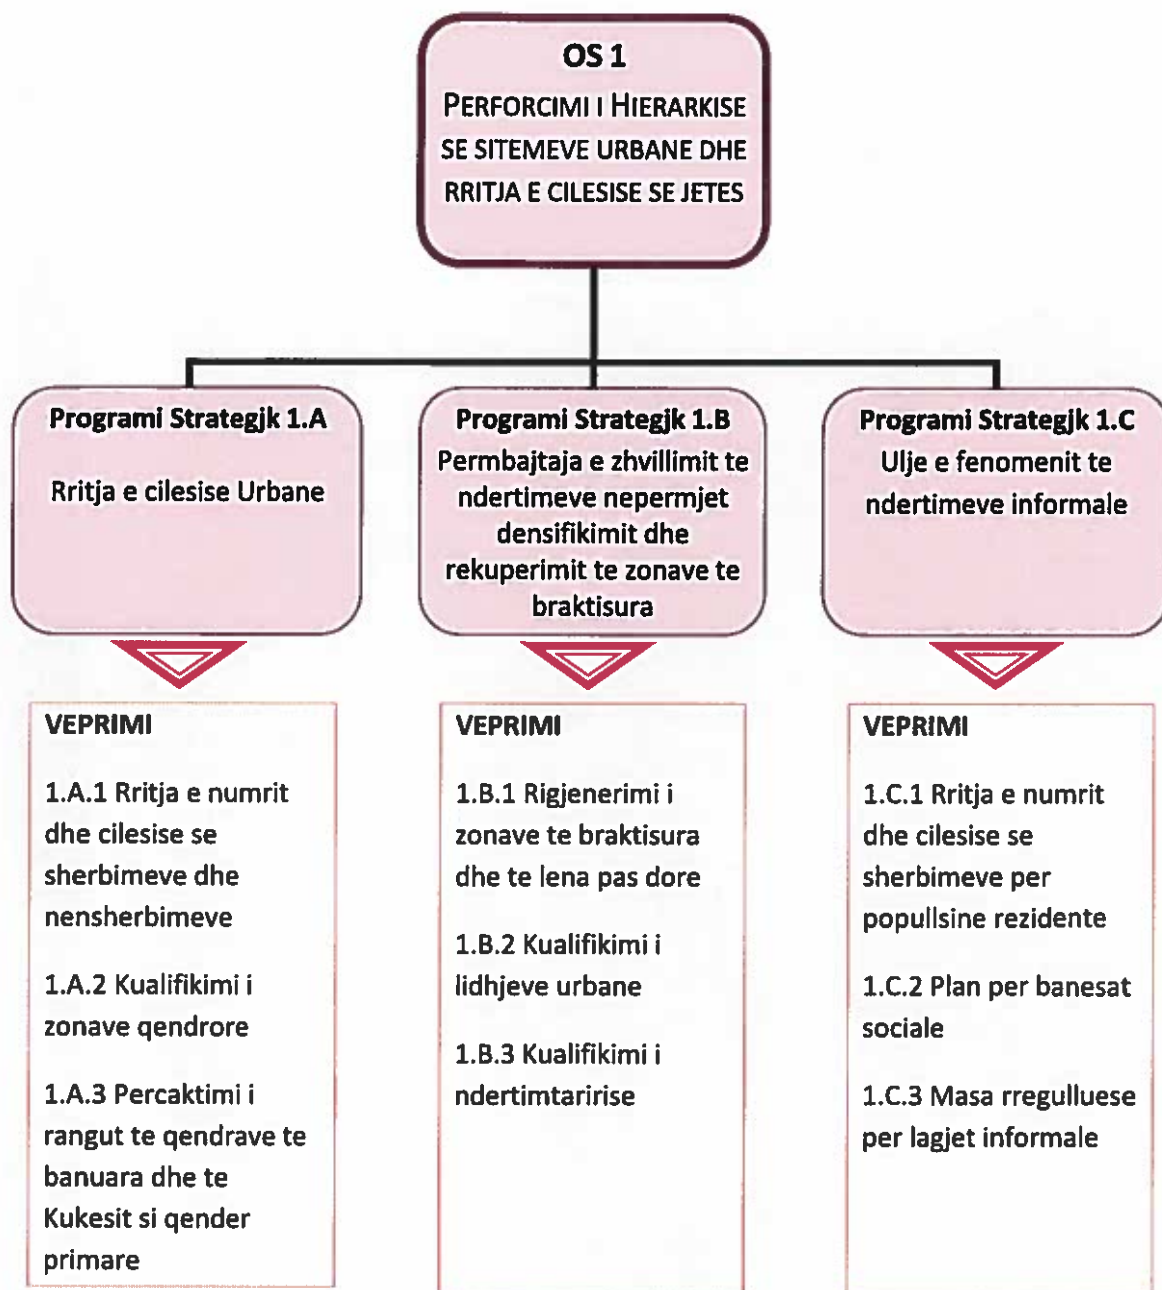 OS 1
PERFORCIMI I HIERARKISE
SE SITEMEVE URBANE DHE
RRITJA E CILESISE SE JETES
Programi Strategjk 1.A
Rritja e cilesise Urbane
Programi Strategjk 1.B
Permbajtaja e zhvillimit te
ndertimeve nepermjet
densifikimit dhe
rekuperimit te zonave te
braktisura
Programi Strategjk 1.C
Ulje e fenomenit te
ndertimeve informale
VEPRIMI
1.A.1 Rritja e numrit
dhe cilesise se
sherbimeve dhe
nensherbimeve
1.A.2 Kualifikimi i
zonave qendrore
1.A.3 Percaktimi i
rangut te qendrave te
banuara dhe te
Kukesit si qender
primare
VEPRIMI
1.B.1 Rigjenerimi i
zonave te braktisura
dhe te lena pas dore
1.B.2 Kualifikimi i
lidhjeve urbane
1.B.3 Kualifikimi i
ndertimtaririse
VEPRIMI
1.C.1 Rritja e numrit
dhe cilesise se
sherbimeve per
popullsine rezidente
1.C.2 Plan per banesat
sociale
1.C.3 Masa rregulluese
per lagjet informale